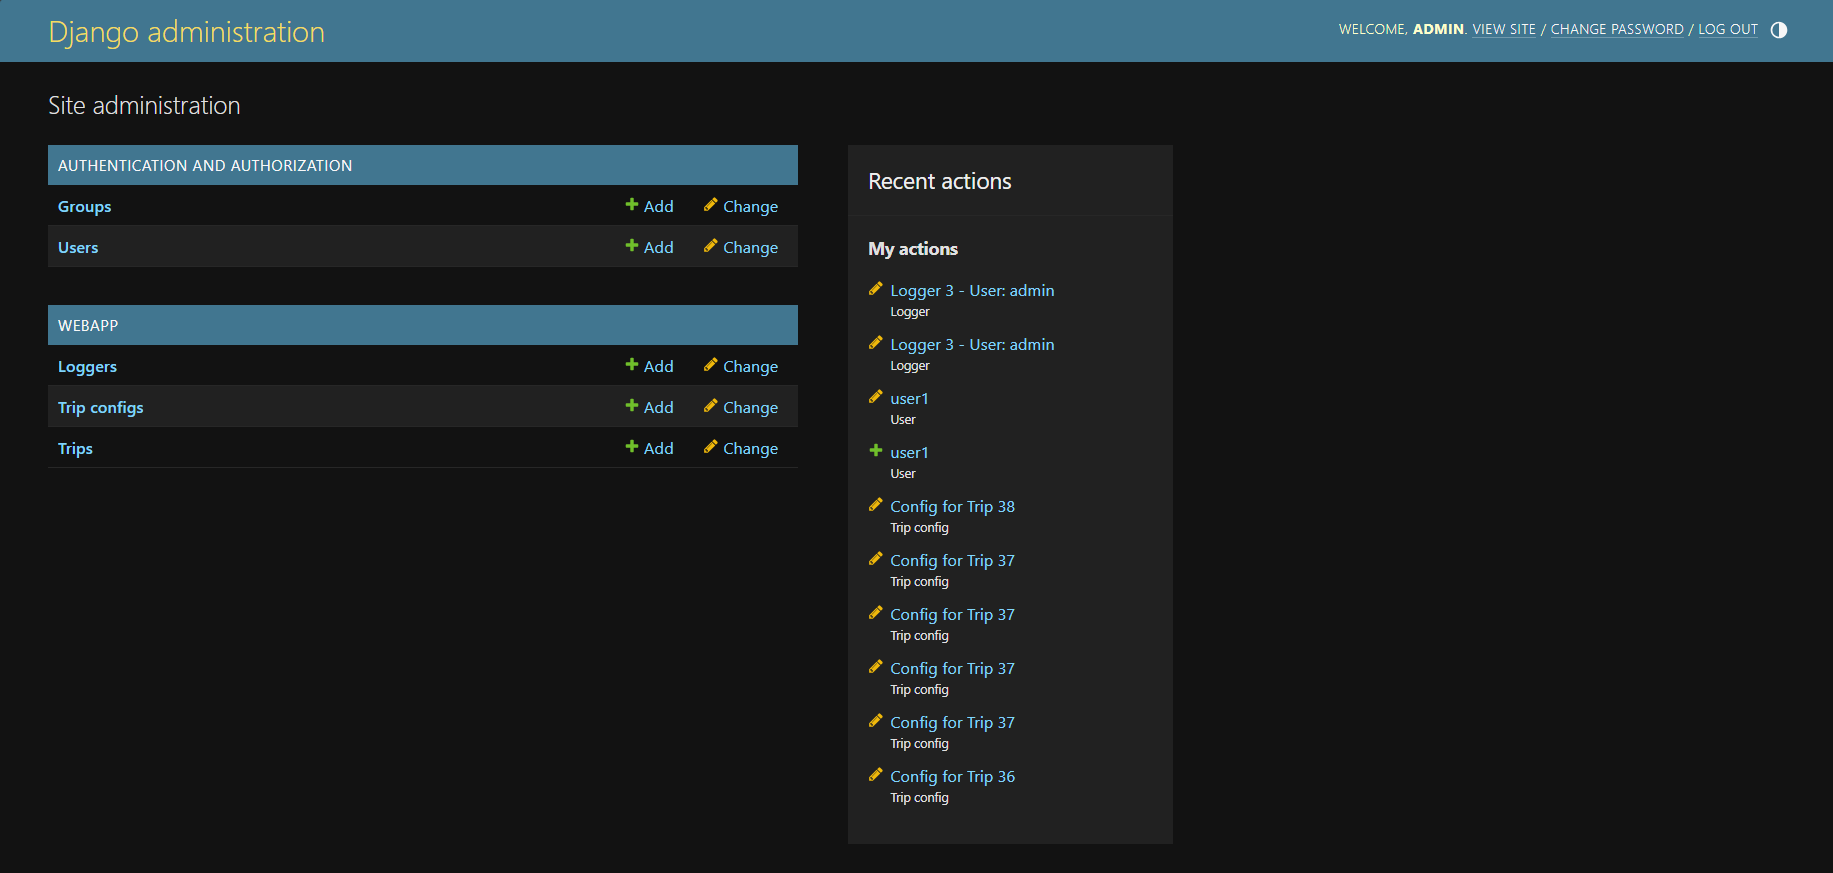 Django administration
WELCOME, ADMIN. VIEW SITE / CHANGE PASSWORD / LOG OUT
Site administration
AUTHENTICATION AND AUTHORIZATION
Groups Add Change
Users Add Change
WEBAPP
Loggers Add Change
Trip configs Add Change
Trips Add Change
Recent actions
My actions
Logger 3 - User: admin
Logger
Logger 3 - User: admin
Logger
user1
User
user1
User
Config for Trip 38
Trip config
Config for Trip 37
Trip config
Config for Trip 37
Trip config
Config for Trip 37
Trip config
Config for Trip 37
Trip config
Config for Trip 36
Trip config